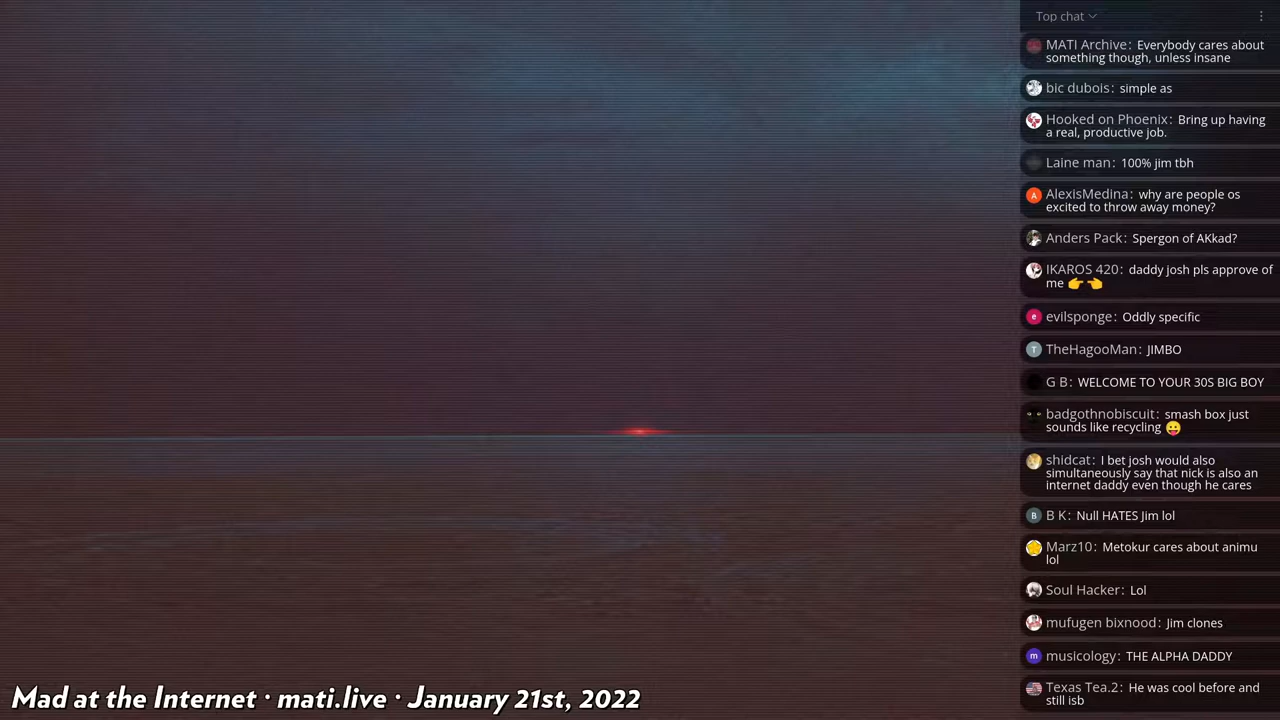 Top chat
MATI Archive: Everybody cares about
something though, unless insane
bic dubois: simple as
Hooked on Phoenix: Bring up having
a real, productive job.
Laine man: 100% jim tbh
A
AlexisMedina: why are people os
excited to throw away money?
Anders Pack: Spergon of AKkad?
IKAROS 420: daddy josh pls approve of
me 👉 👈
e
evilsponge: Oddly specific
T
TheHagooMan: JIMBO
G B: WELCOME TO YOUR 30S BIG BOY
badgothnobiscuit: smash box just
sounds like recycling 😛
shidcat: I bet josh would also
simultaneously say that nick is also an
internet daddy even though he cares
B
B K: Null HATES Jim lol
Marz10: Metokur cares about animu
lol
Soul Hacker: Lol
mufugen bixnood: Jim clones
m
musicology: THE ALPHA DADDY
Texas Tea.2: He was cool before and
still isb
Mad at the Internet · mati.live · January 21st, 2022